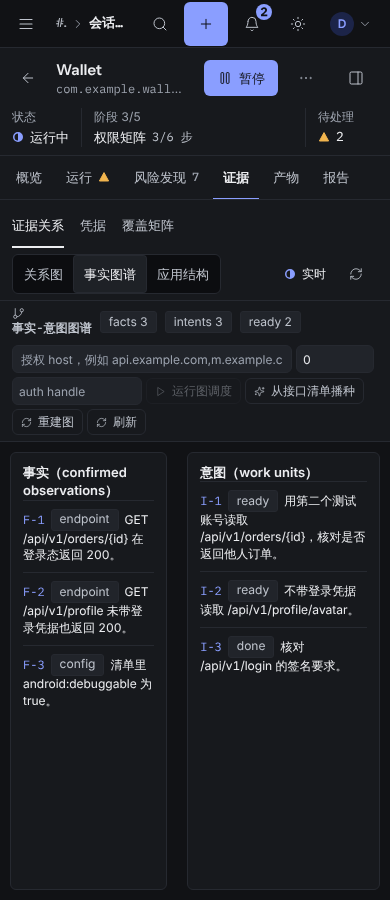 #. 会话…
2
D
Wallet
com.example.wall…
暂停
状态
运行中
阶段 3/5
权限矩阵 3/6 步
待处理
2
概览 运行 风险发现 7 证据 产物 报告
证据关系 凭据 覆盖矩阵
关系图 事实图谱 应用结构 实时
事实-意图图谱 facts 3 intents 3 ready 2
授权 host，例如 api.example.com,m.example.c 0
auth handle 运行图调度 从接口清单播种
重建图 刷新
事实（confirmed
observations）
F-1 endpoint GET
/api/v1/orders/{id} 在
登录态返回 200。
F-2 endpoint GET
/api/v1/profile 未带登
录凭据也返回 200。
F-3 config 清单里
android:debuggable 为
true。
意图（work units）
I-1 ready 用第二个测试
账号读取
/api/v1/orders/{id}，核对是否
返回他人订单。
I-2 ready 不带登录凭据
读取 /api/v1/profile/avatar。
I-3 done 核对
/api/v1/login 的签名要求。